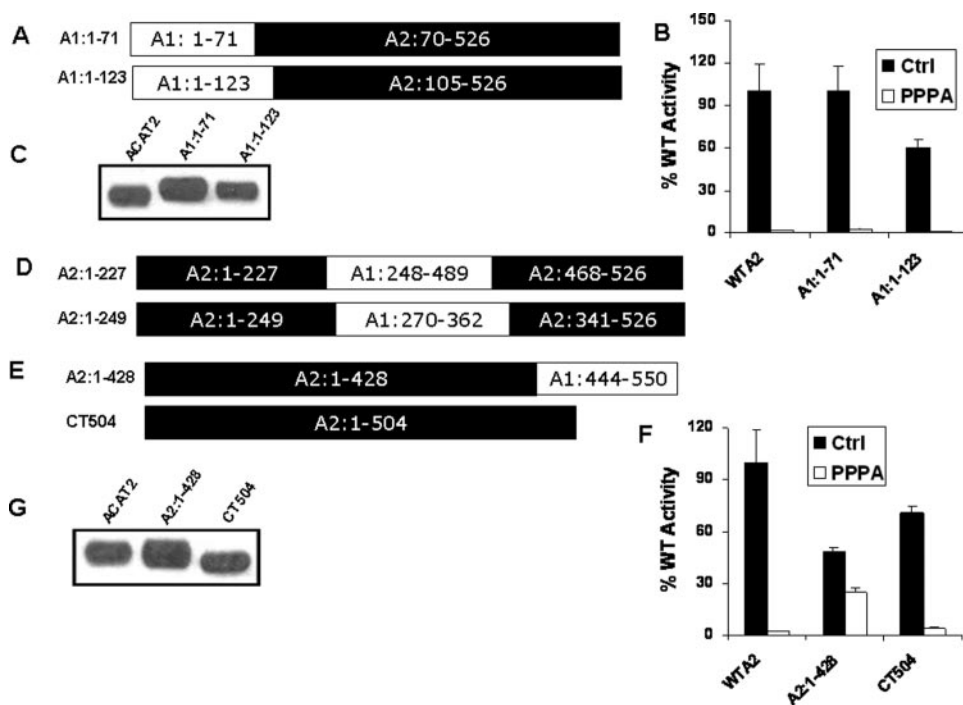 A
A1:1-71
A1: 1-71
A2:70-526
A1:1-123
A1:1-123
A2:105-526
B
% WT Activity
150
120
90
60
30
0
Ctrl
PPPA
WTA2
A1:1-71
A1:1-123
C
ACAT2
A1:1-71
A1:1-123
D
A2:1-227
A2:1-227
A1:248-489
A2:468-526
A2:1-249
A2:1-249
A1:270-362
A2:341-526
E
A2:1-428
A2:1-428
A1:444-550
CT504
A2:1-504
F
% WT Activity
120
90
60
30
0
Ctrl
PPPA
WTA2
A2:1-428
CT504
G
ACAT2
A2:1-428
CT504